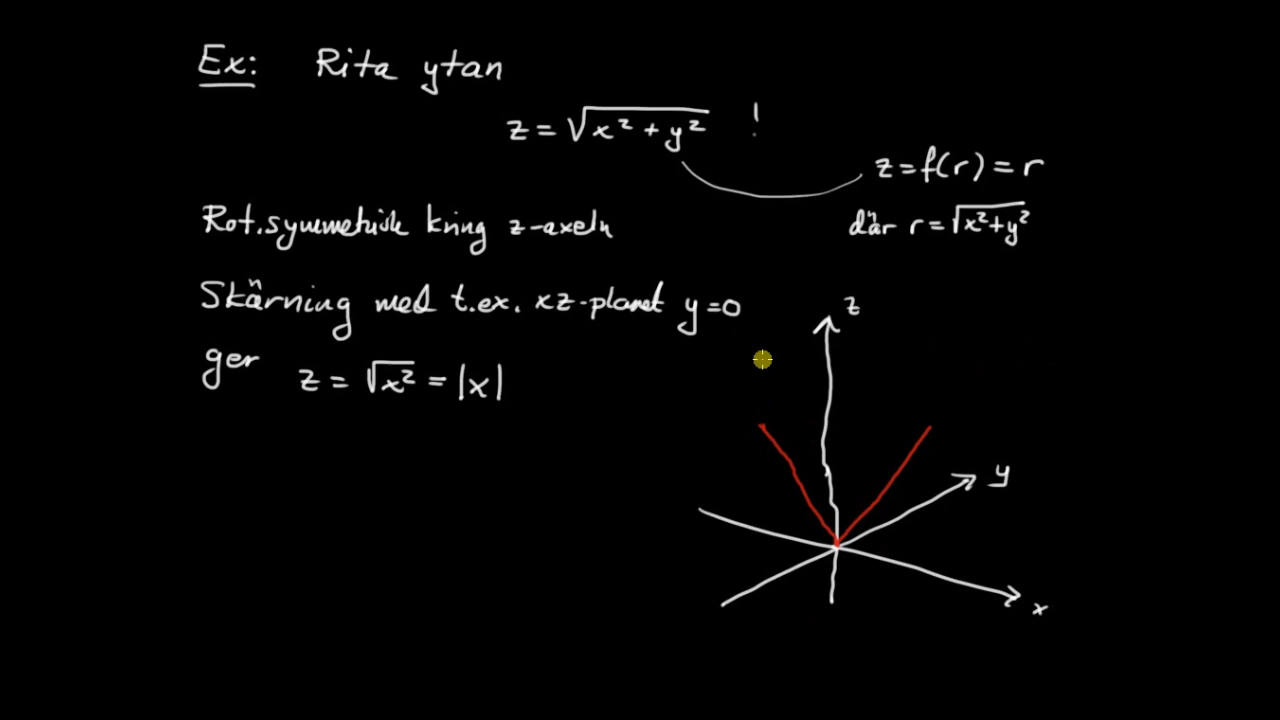 Ex: Rita ytan
z = √x² + y² !
z = f(r) = r
där r = √x²+y²
Rot.symmetrisk kring z-axeln
Skärning med t.ex. xz-planet y=0
ger z = √x² = |x|
z
y
x